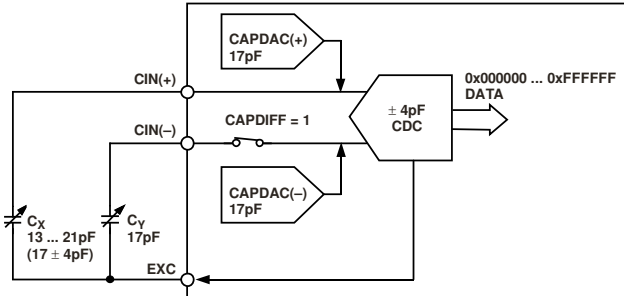 CAPDAC(+)
17pF
CIN(+)
0x000000 ... 0xFFFFFF
DATA
± 4pF
CDC
CIN(–)
CAPDIFF = 1
CAPDAC(–)
17pF
CX
13 ... 21pF
(17 ± 4pF)
CY
17pF
EXC